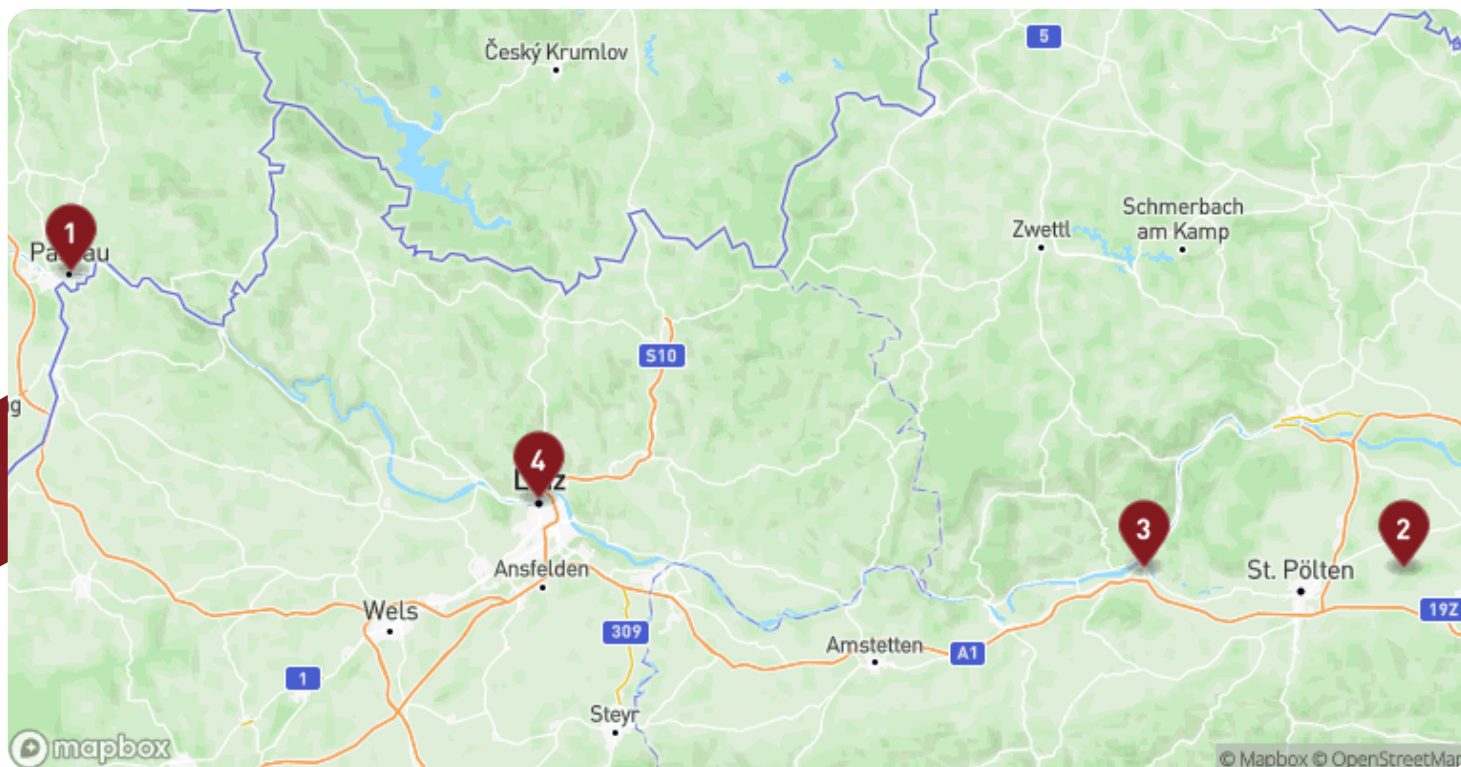 Český Krumlov
5
Schmerbach
am Kamp
Zwettl
1
S10
4
3
2
St. Pölten
Ansfelden
Wels
19Z
309
Amstetten
A1
1
Steyr
mapbox
© Mapbox © OpenStreetMap